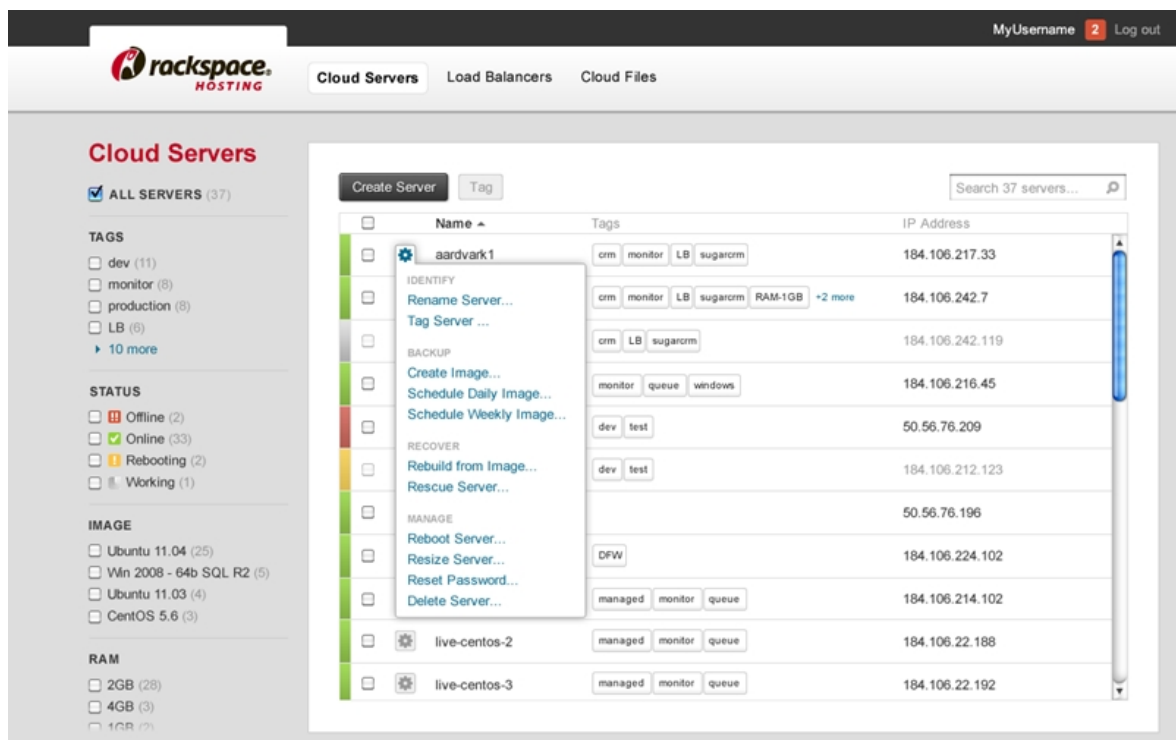 MyUsername 2 Log out
rackspace®
HOSTING
Cloud Servers Load Balancers Cloud Files
Cloud Servers
ALL SERVERS (37)
TAGS
dev (11)
monitor (8)
production (8)
LB (6)
10 more
STATUS
Offline (2)
Online (33)
Rebooting (2)
Working (1)
IMAGE
Ubuntu 11.04 (25)
Win 2008 - 64b SQL R2 (5)
Ubuntu 11.03 (4)
CentOS 5.6 (3)
RAM
2GB (28)
4GB (3)
1GB (2)
Create Server Tag Search 37 servers...
Name Tags IP Address
aardvark1 crm monitor LB sugarcrm 184.106.217.33
crm monitor LB sugarcrm RAM-1GB +2 more 184.106.242.7
crm LB sugarcrm 184.106.242.119
monitor queue windows 184.106.216.45
dev test 50.56.76.209
dev test 184.106.212.123
50.56.76.196
DFW 184.106.224.102
managed monitor queue 184.106.214.102
live-centos-2 managed monitor queue 184.106.22.188
live-centos-3 managed monitor queue 184.106.22.192
IDENTIFY
Rename Server...
Tag Server ...
BACKUP
Create Image...
Schedule Daily Image...
Schedule Weekly Image...
RECOVER
Rebuild from Image...
Rescue Server...
MANAGE
Reboot Server...
Resize Server...
Reset Password...
Delete Server...